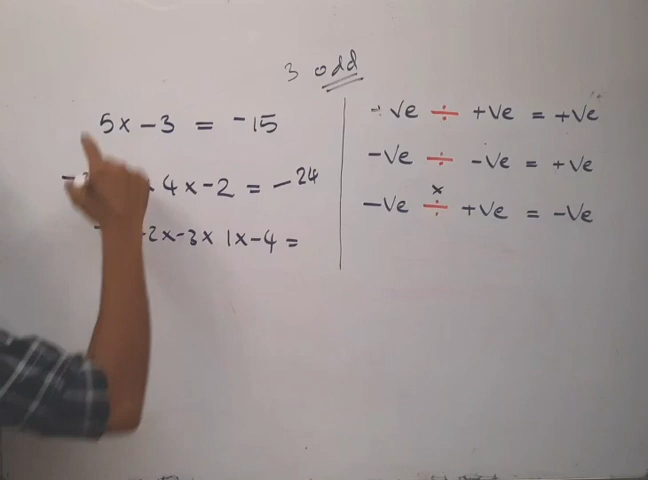 3 odd
5x -3 = -15
4x-2 = -24
-2x-3x 1x-4 =
+ve ÷ +ve = +ve
-ve ÷ -ve = +ve
x
-ve ÷ +ve = -ve